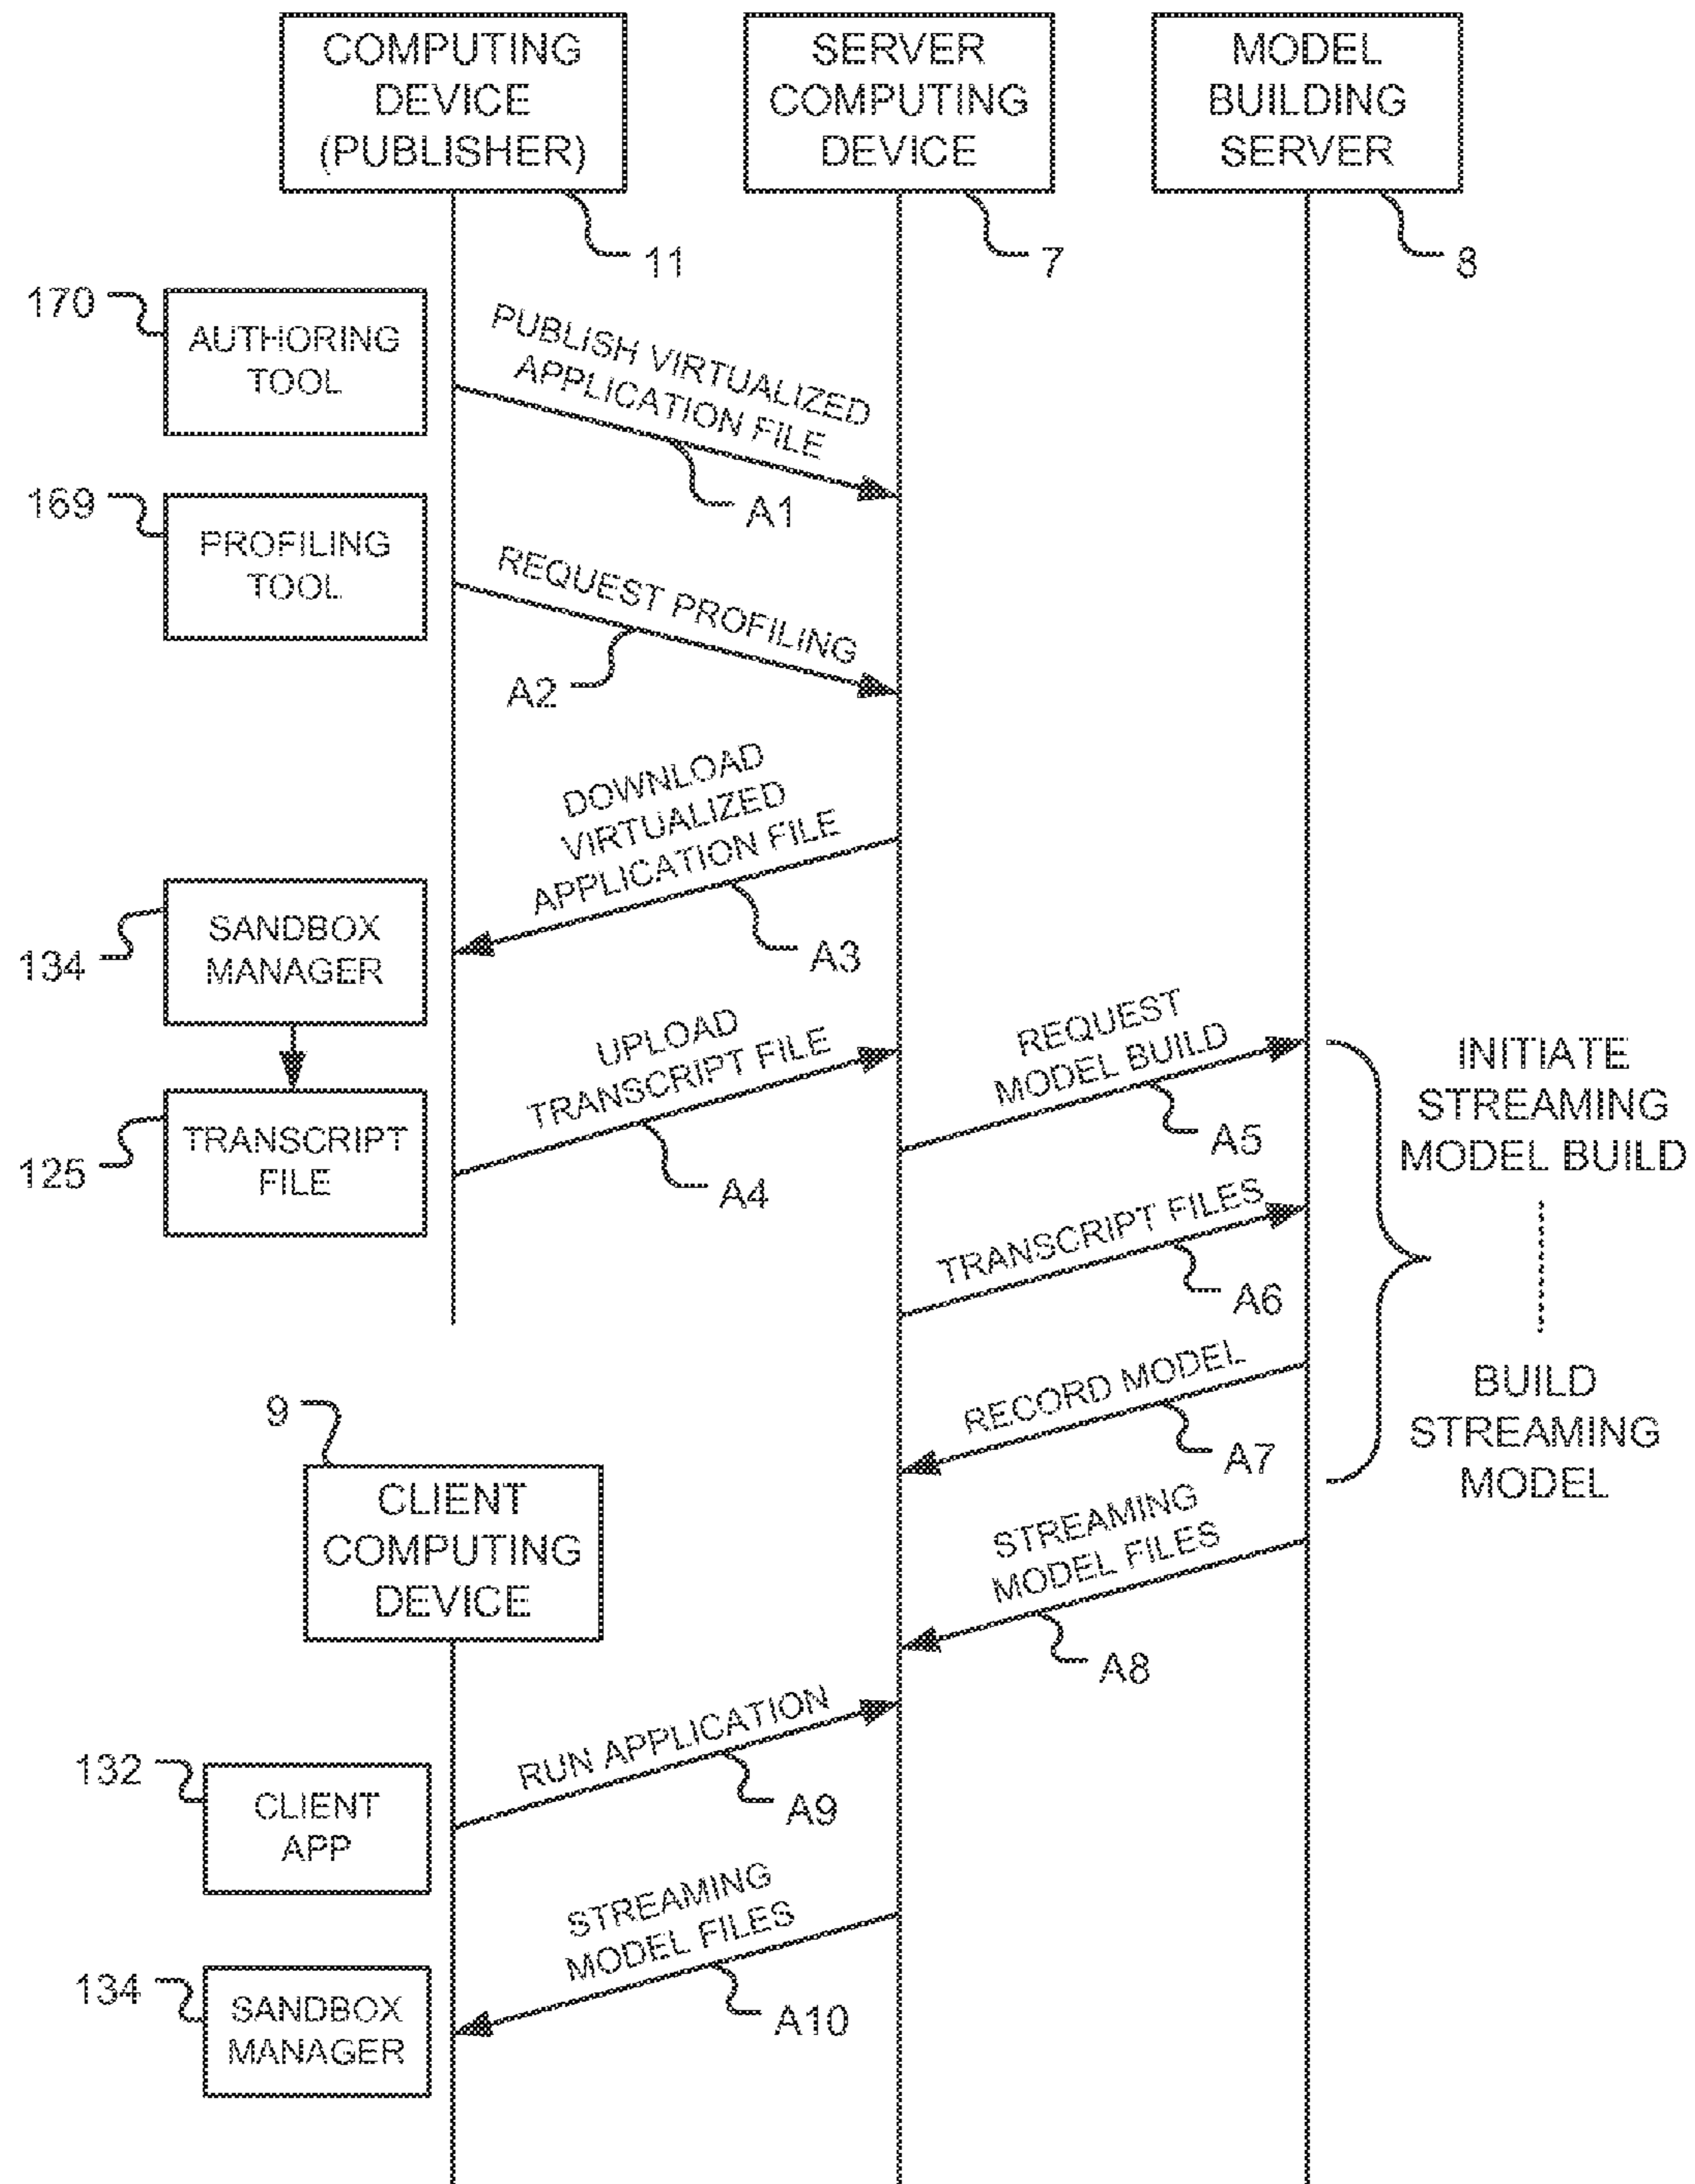 COMPUTING
DEVICE
(PUBLISHER)
SERVER
COMPUTING
DEVICE
MODEL
BUILDING
SERVER
11
7
8
170
AUTHORING
TOOL
PUBLISH VIRTUALIZED
APPLICATION FILE
A1
169
PROFILING
TOOL
REQUEST PROFILING
A2
DOWNLOAD
VIRTUALIZED
APPLICATION FILE
A3
134
SANDBOX
MANAGER
UPLOAD
TRANSCRIPT FILE
A4
REQUEST
MODEL BUILD
A5
INITIATE
STREAMING
MODEL BUILD
125
TRANSCRIPT
FILE
TRANSCRIPT FILES
A6
RECORD MODEL
A7
BUILD
STREAMING
MODEL
9
CLIENT
COMPUTING
DEVICE
STREAMING
MODEL FILES
A8
RUN APPLICATION
A9
132
CLIENT
APP
STREAMING
MODEL FILES
A10
134
SANDBOX
MANAGER